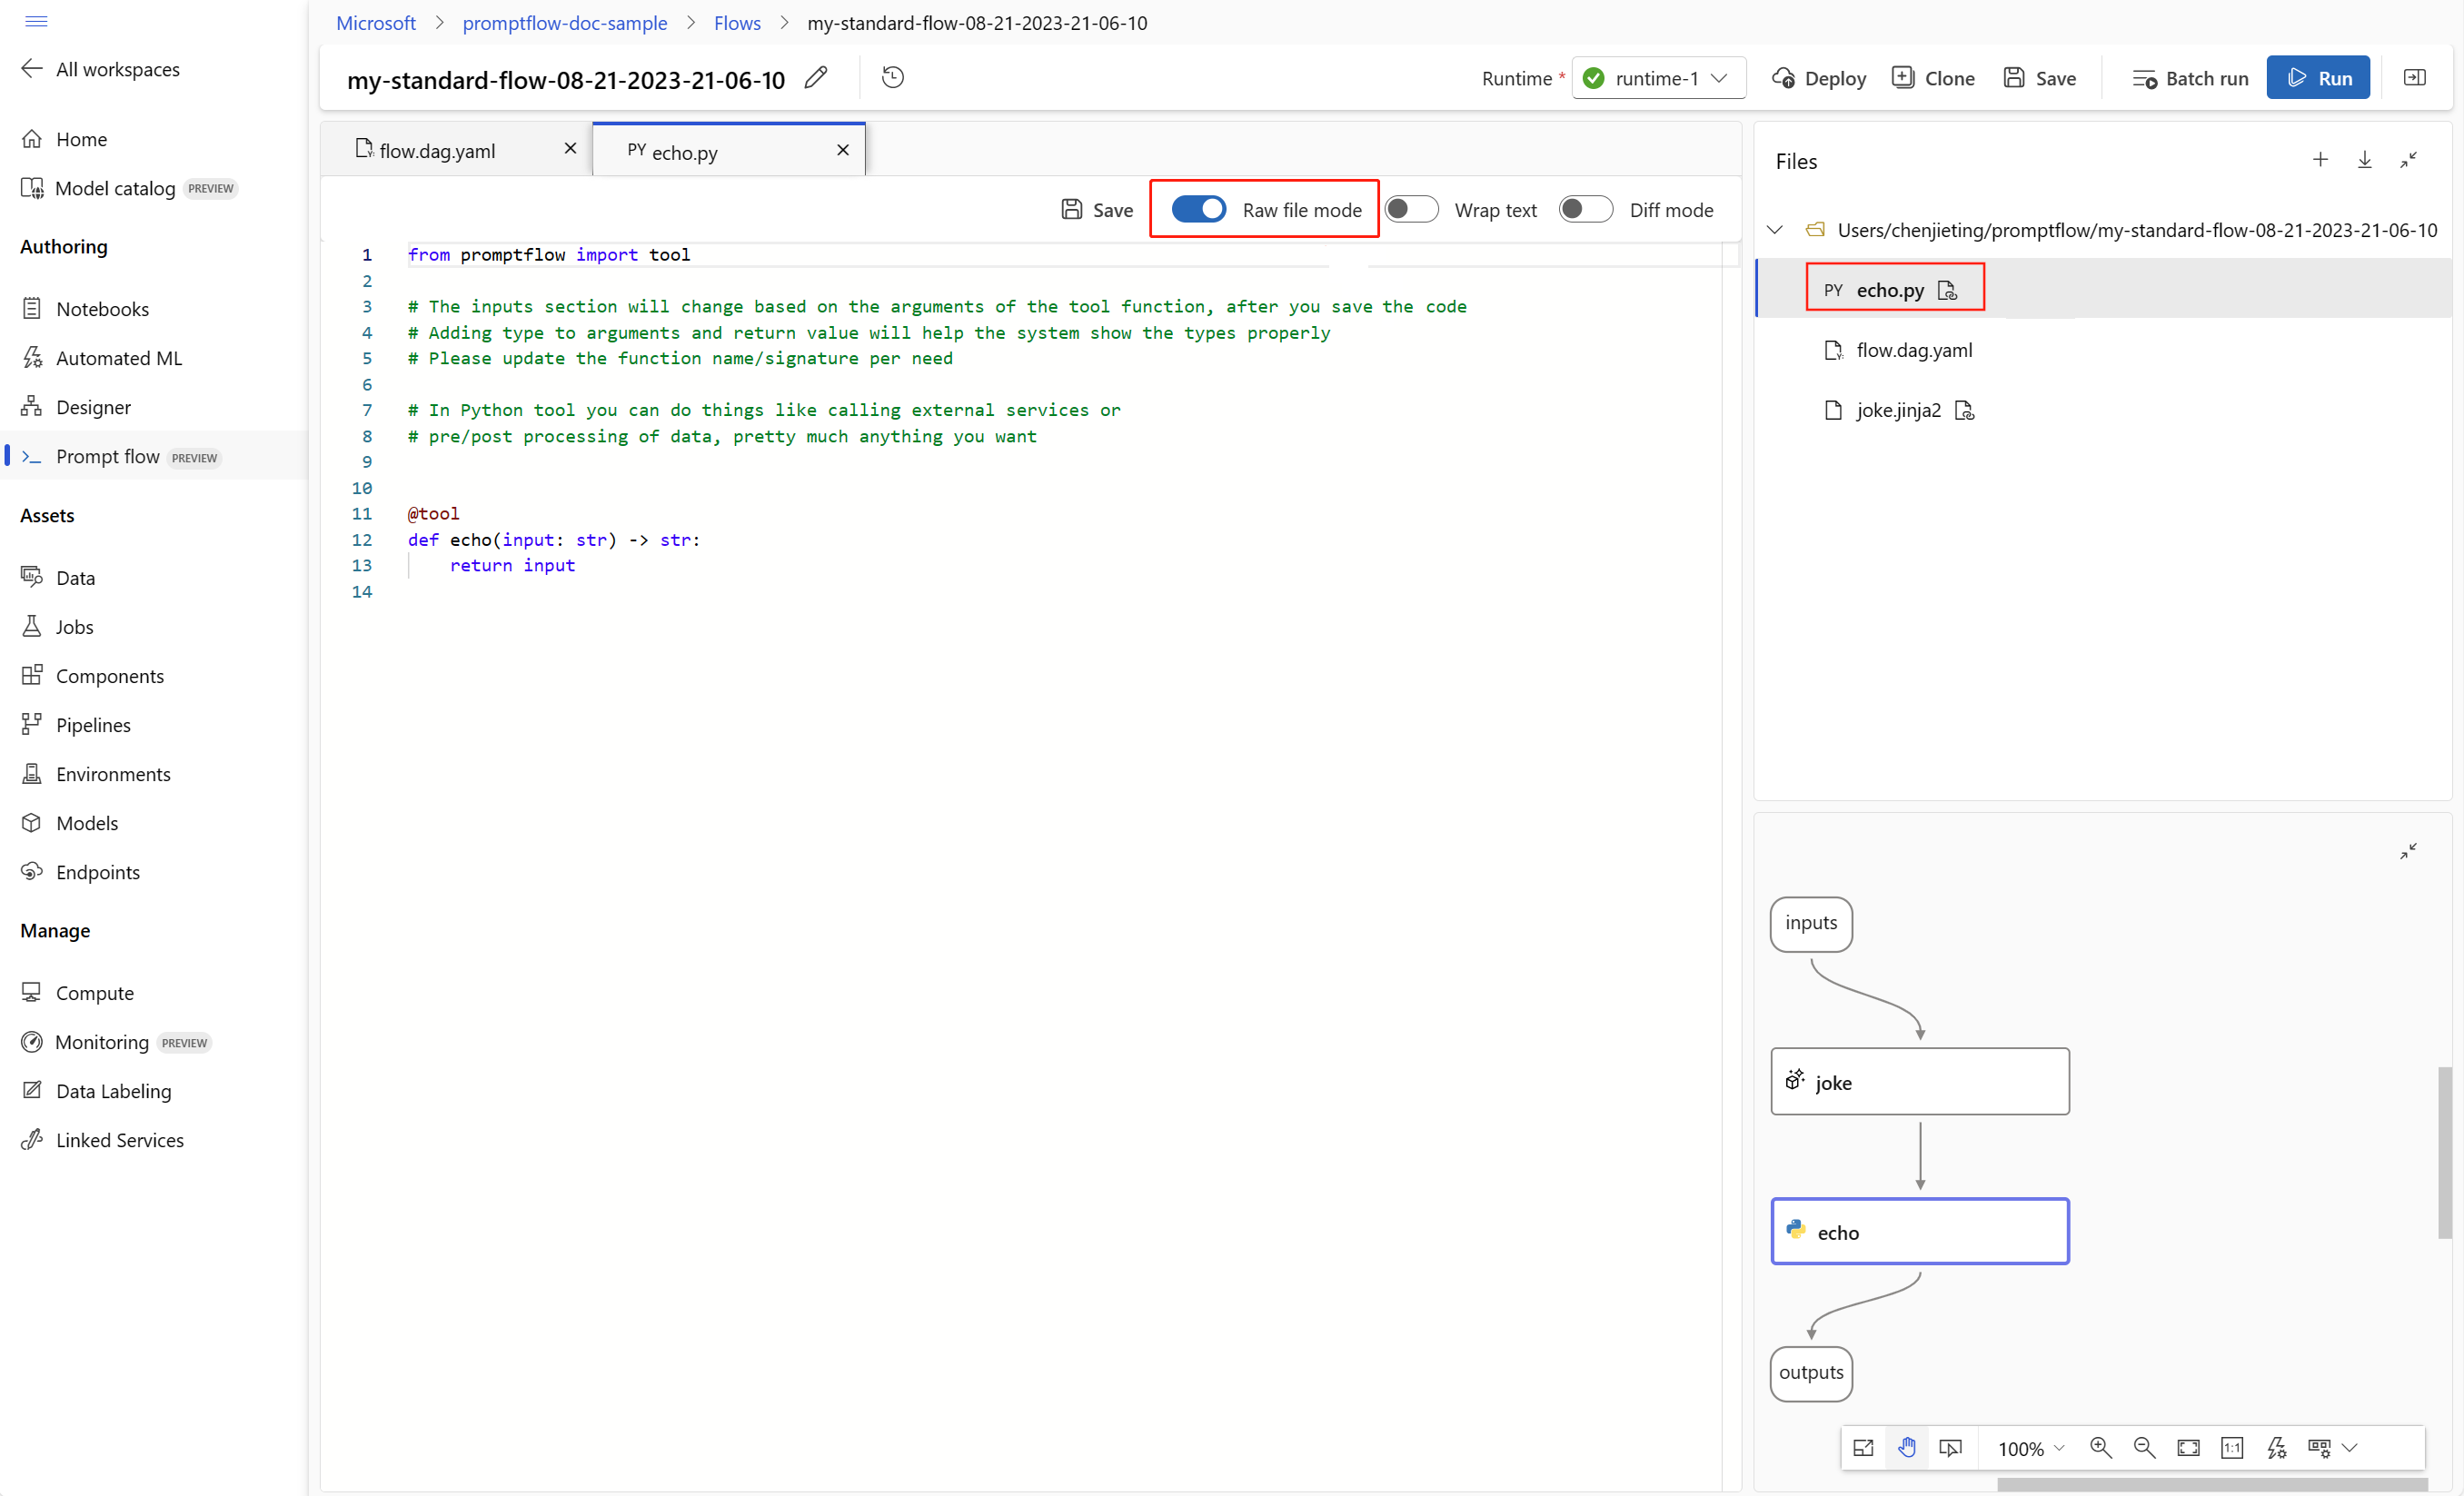 Microsoft > promptflow-doc-sample > Flows > my-standard-flow-08-21-2023-21-06-10
All workspaces
Home
Model catalog PREVIEW
Authoring
Notebooks
Automated ML
Designer
Prompt flow PREVIEW
Assets
Data
Jobs
Components
Pipelines
Environments
Models
Endpoints
Manage
Compute
Monitoring PREVIEW
Data Labeling
Linked Services
my-standard-flow-08-21-2023-21-06-10
Runtime * runtime-1 Deploy Clone Save Batch run Run
flow.dag.yaml PY echo.py
Save Raw file mode Wrap text Diff mode
1 from promptflow import tool
2
3 # The inputs section will change based on the arguments of the tool function, after you save the code
4 # Adding type to arguments and return value will help the system show the types properly
5 # Please update the function name/signature per need
6
7 # In Python tool you can do things like calling external services or
8 # pre/post processing of data, pretty much anything you want
9
10
11 @tool
12 def echo(input: str) -> str:
13     return input
14
Files
Users/chenjieting/promptflow/my-standard-flow-08-21-2023-21-06-10
PY echo.py
flow.dag.yaml
joke.jinja2
inputs
joke
echo
outputs
100% 1:1